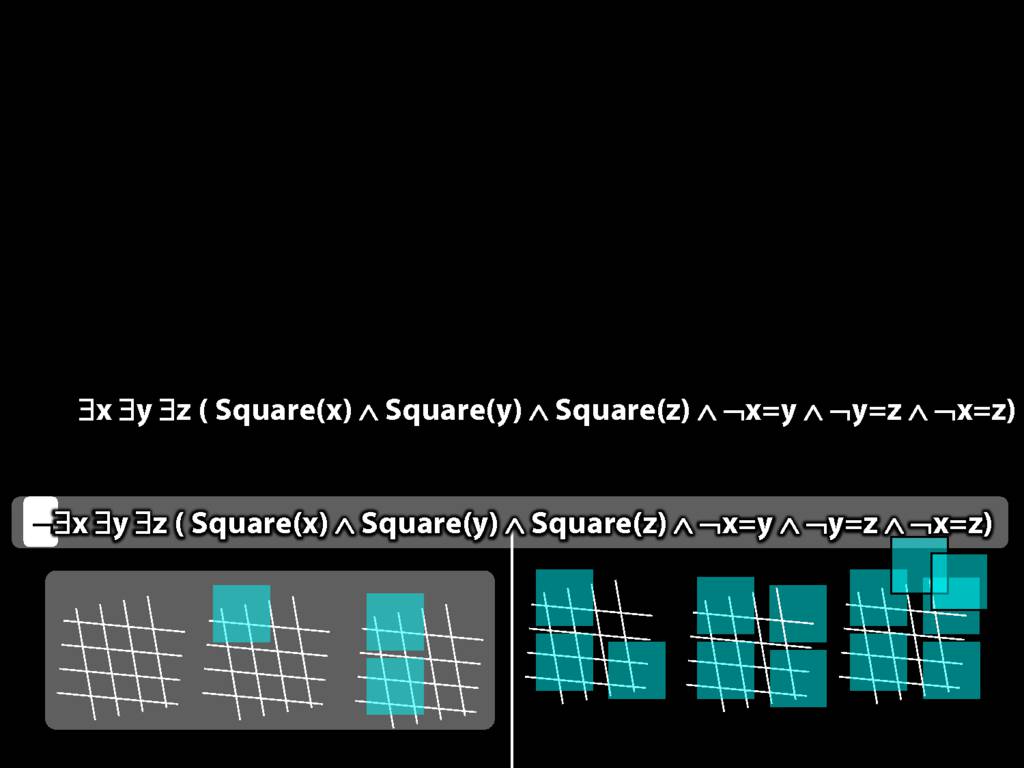 ∃x ∃y ∃z ( Square(x) ∧ Square(y) ∧ Square(z) ∧ ¬x=y ∧ ¬y=z ∧ ¬x=z)
¬∃x ∃y ∃z ( Square(x) ∧ Square(y) ∧ Square(z) ∧ ¬x=y ∧ ¬y=z ∧ ¬x=z)